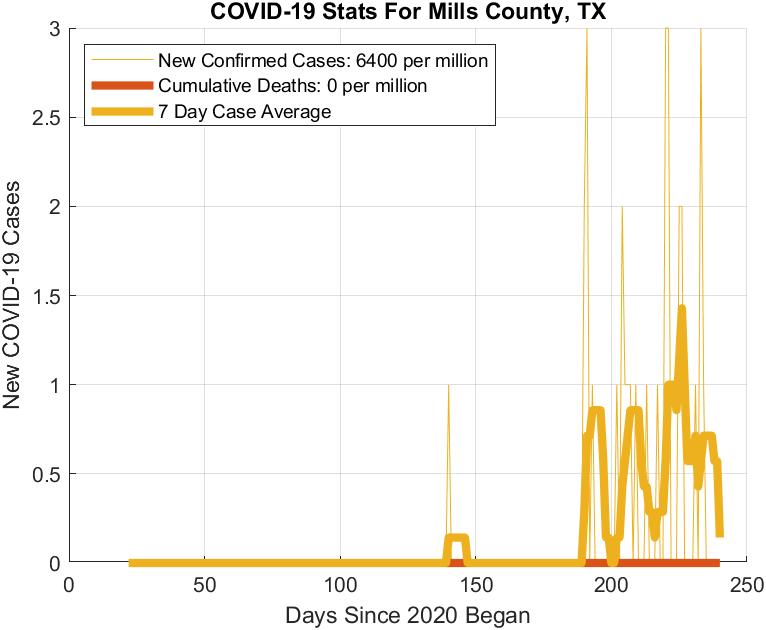 COVID-19 Stats For Mills County, TX
New Confirmed Cases: 6400 per million
Cumulative Deaths: 0 per million
7 Day Case Average
New COVID-19 Cases
3
2.5
2
1.5
1
0.5
0
0 50 100 150 200 250
Days Since 2020 Began